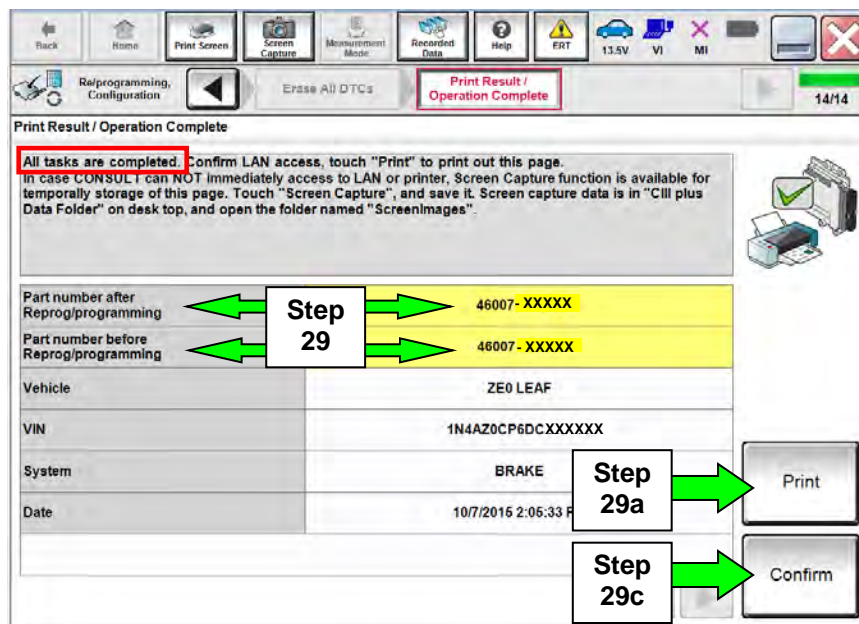 Back
Home
Print Screen
Screen
Capture
Measurement
Mode
Recorded
Data
Help
ERT
13.5V
VI
MI
Re/programming,
Configuration
Erase All DTCs
Print Result /
Operation Complete
14/14
Print Result / Operation Complete
All tasks are completed. Confirm LAN access, touch "Print" to print out this page.
In case CONSULT can NOT immediately access to LAN or printer, Screen Capture function is available for
temporally storage of this page. Touch "Screen Capture", and save it. Screen capture data is in "CIII plus
Data Folder" on desk top, and open the folder named "ScreenImages".
Part number after
Reprog/programming
46007- XXXXX
Step
29
Part number before
Reprog/programming
46007- XXXXX
Vehicle
ZE0 LEAF
VIN
1N4AZ0CP6DCXXXXXX
System
BRAKE
Step
29a
Print
Date
10/7/2015 2:05:33 P
Step
29c
Confirm